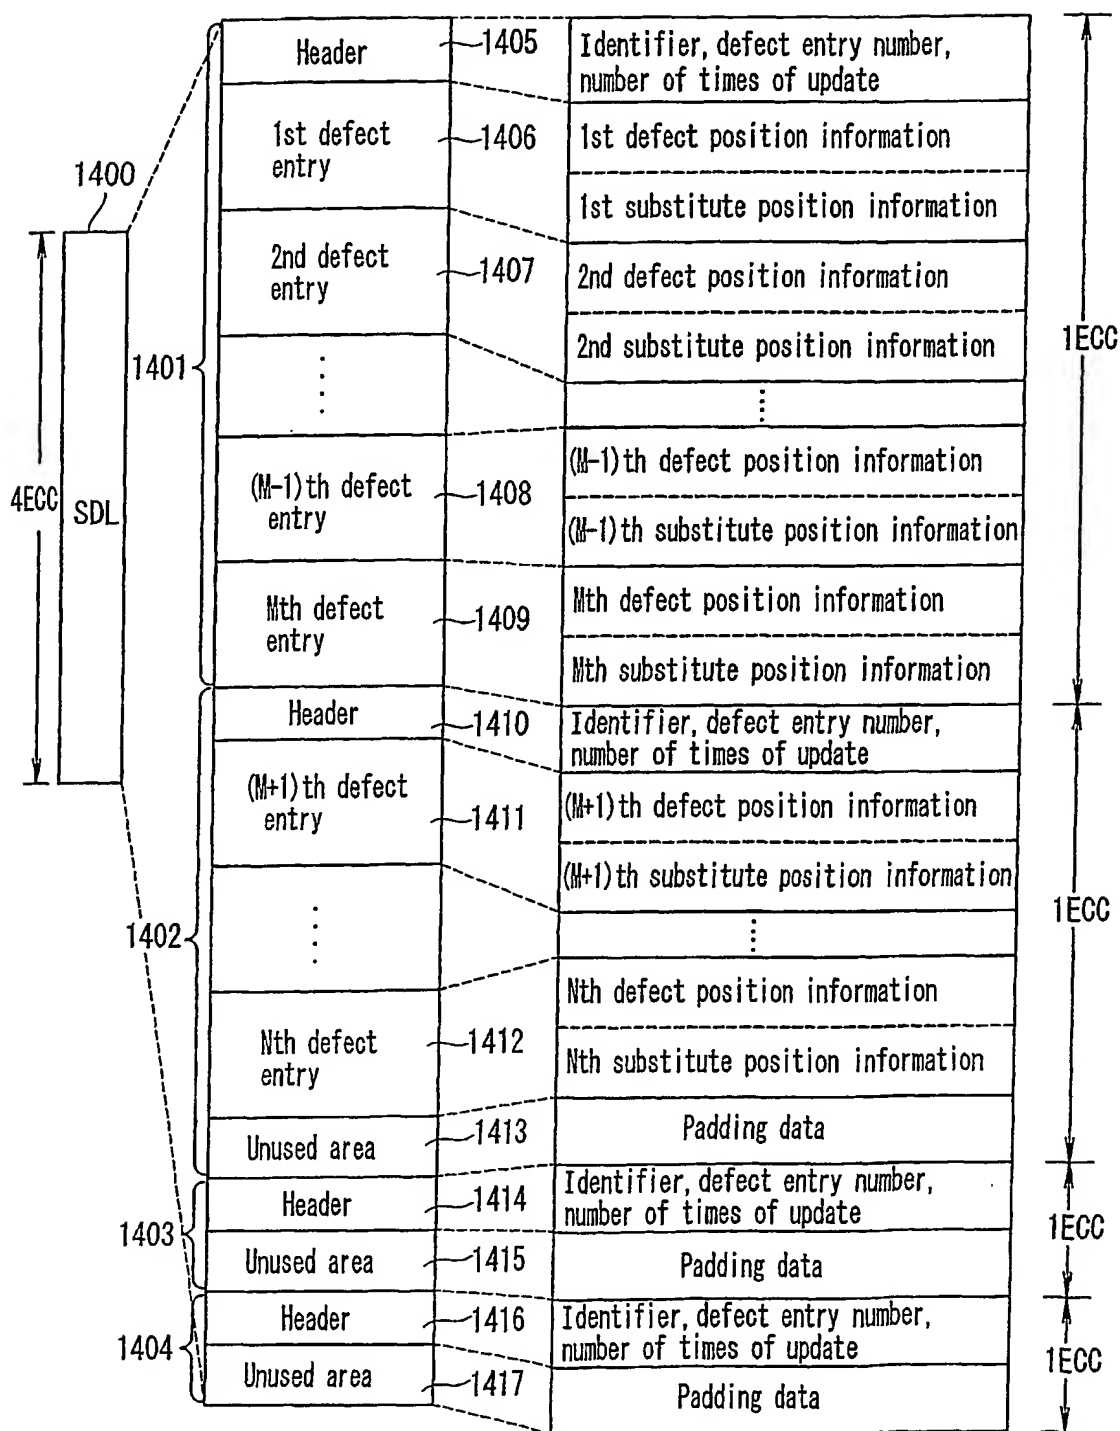 1400
4ECC
SDL
1401
Header
1405
Identifier, defect entry number,
number of times of update
1st defect
entry
1406
1st defect position information
1st substitute position information
2nd defect
entry
1407
2nd defect position information
2nd substitute position information
1ECC
(M-1)th defect
entry
1408
(M-1)th defect position information
(M-1)th substitute position information
Mth defect
entry
1409
Mth defect position information
Mth substitute position information
1402
Header
1410
Identifier, defect entry number,
number of times of update
(M+1)th defect
entry
1411
(M+1)th defect position information
(M+1)th substitute position information
1ECC
Nth defect
entry
1412
Nth defect position information
Nth substitute position information
Unused area
1413
Padding data
1403
Header
1414
Identifier, defect entry number,
number of times of update
1ECC
Unused area
1415
Padding data
1404
Header
1416
Identifier, defect entry number,
number of times of update
1ECC
Unused area
1417
Padding data